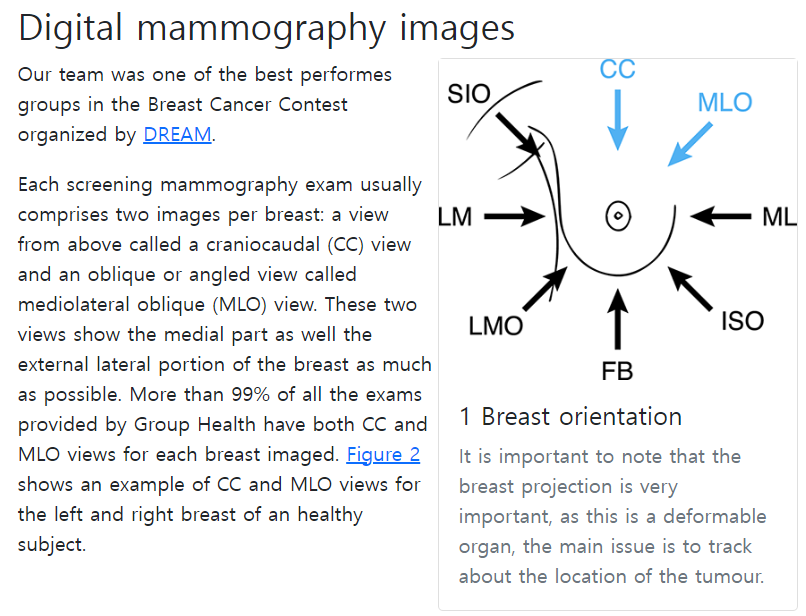 Digital mammography images
Our team was one of the best performes
groups in the Breast Cancer Contest
organized by DREAM.
Each screening mammography exam usually
comprises two images per breast: a view
from above called a craniocaudal (CC) view
and an oblique or angled view called
mediolateral oblique (MLO) view. These two
views show the medial part as well the
external lateral portion of the breast as much
as possible. More than 99% of all the exams
provided by Group Health have both CC and
MLO views for each breast imaged. Figure 2
shows an example of CC and MLO views for
the left and right breast of an healthy
subject.
CC
SIO
MLO
LM
ML
LMO
ISO
FB
1 Breast orientation
It is important to note that the
breast projection is very
important, as this is a deformable
organ, the main issue is to track
about the location of the tumour.